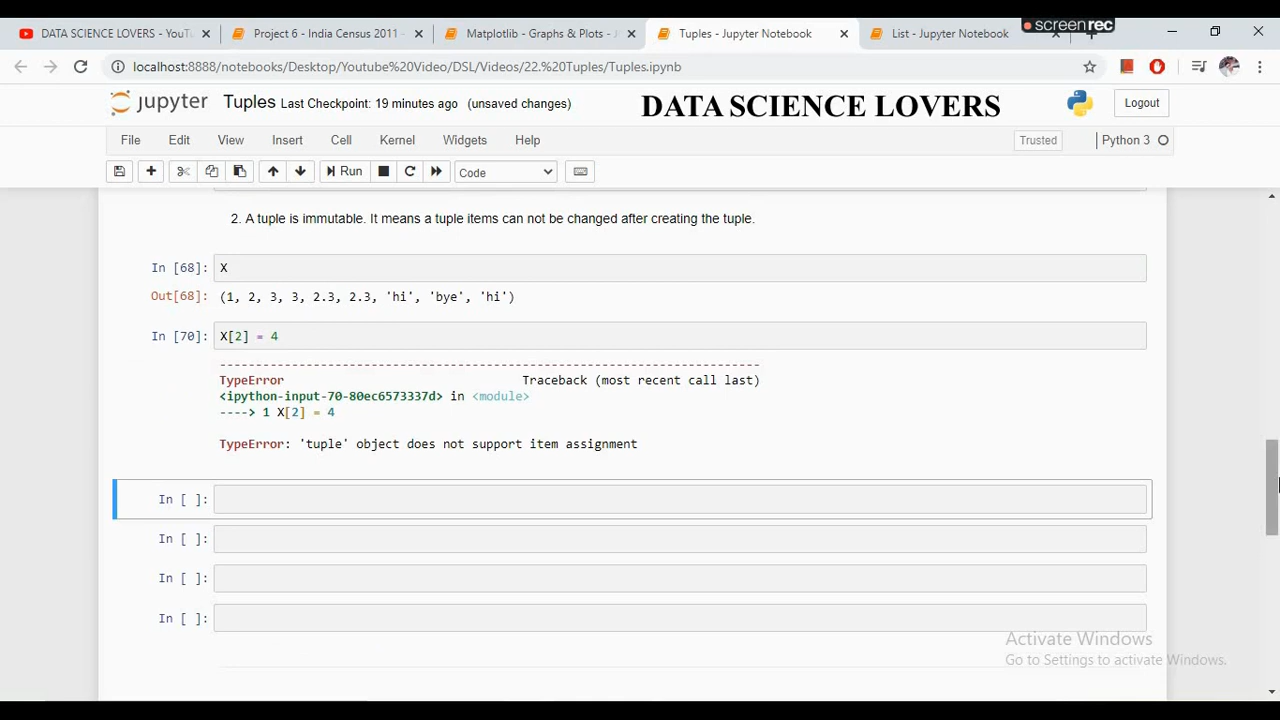 screenrec
DATA SCIENCE LOVERS - YouTu
Project 6 - India Census 2011 -
Matplotlib - Graphs & Plots - J
Tuples - Jupyter Notebook
List - Jupyter Notebook
localhost:8888/notebooks/Desktop/Youtube%20Video/DSL/Videos/22.%20Tuples/Tuples.ipynb
jupyter Tuples Last Checkpoint: 19 minutes ago (unsaved changes) DATA SCIENCE LOVERS Logout
File Edit View Insert Cell Kernel Widgets Help Trusted Python 3
Run Code
2. A tuple is immutable. It means a tuple items can not be changed after creating the tuple.
In [68]: X
Out[68]: (1, 2, 3, 3, 2.3, 2.3, 'hi', 'bye', 'hi')
In [70]: X[2] = 4
---------------------------------------------------------------------------
TypeError Traceback (most recent call last)
<ipython-input-70-80ec6573337d> in <module>
----> 1 X[2] = 4
TypeError: 'tuple' object does not support item assignment
In [ ]:
In [ ]:
In [ ]:
In [ ]:
Activate Windows
Go to Settings to activate Windows.